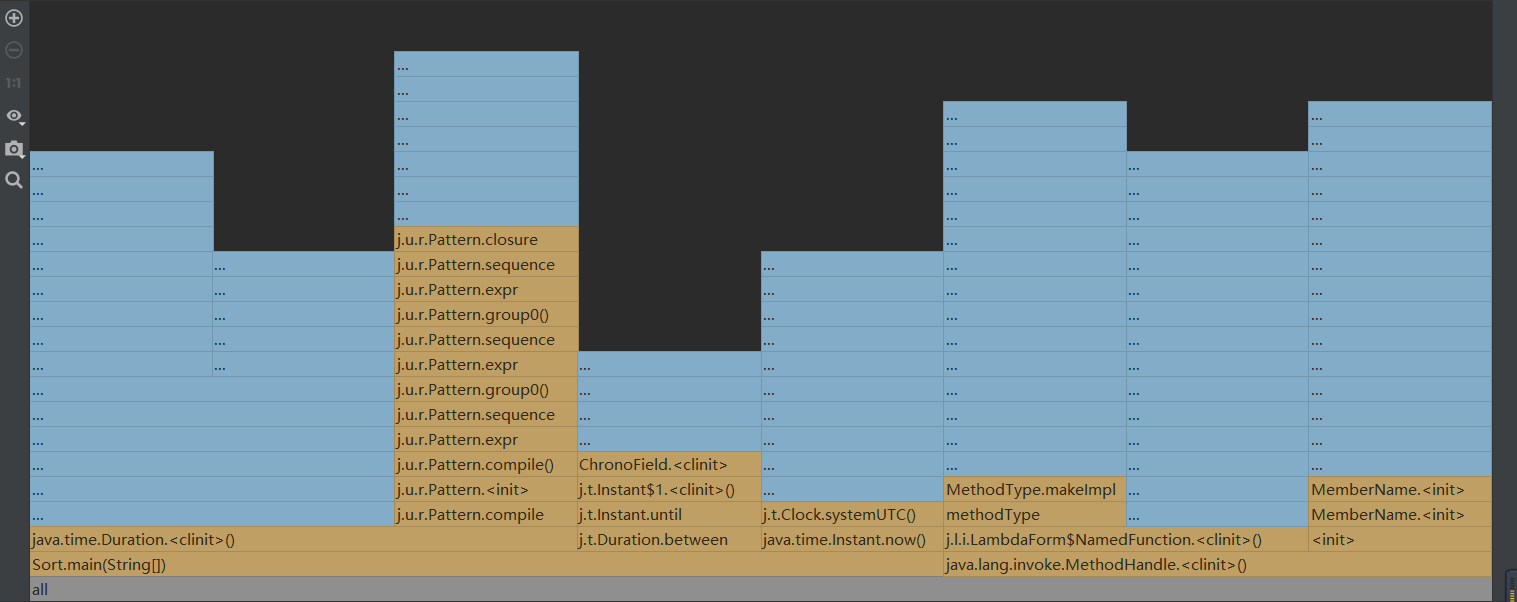 ...
1:1 ...
... ... ...
... ... ...
... ... ... ... ...
... ... ... ... ...
... ... ... ... ...
... j.u.r.Pattern.closure ... ... ...
... ... j.u.r.Pattern.sequence ... ... ... ...
... ... j.u.r.Pattern.expr ... ... ... ...
... ... j.u.r.Pattern.group0() ... ... ... ...
... ... j.u.r.Pattern.sequence ... ... ... ...
... ... j.u.r.Pattern.expr ... ... ... ... ...
... j.u.r.Pattern.group0() ... ... ... ... ...
... j.u.r.Pattern.sequence ... ... ... ... ...
... j.u.r.Pattern.expr ... ... ... ... ...
... j.u.r.Pattern.compile() ChronoField.<clinit> ... ... ... ...
... j.u.r.Pattern.<init> j.t.Instant$1.<clinit>() ... MethodType.makeImpl ... MemberName.<init>
... j.u.r.Pattern.compile j.t.Instant.until j.t.Clock.systemUTC() methodType ... MemberName.<init>
java.time.Duration.<clinit>() j.t.Duration.between java.time.Instant.now() j.l.i.LambdaForm$NamedFunction.<clinit>() <init>
Sort.main(String[]) java.lang.invoke.MethodHandle.<clinit>()
all